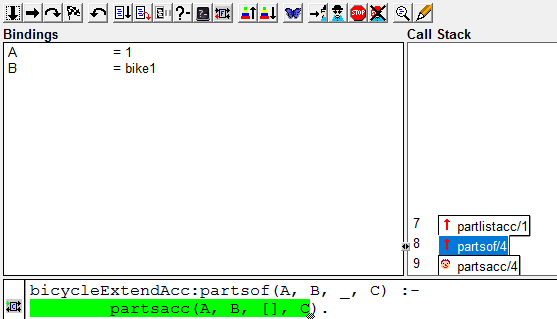 Bindings
Call Stack
A = 1
B = bike1
7 partlistacc/1
8 partsof/4
9 partsacc/4
bicycleExtendAcc:partsof(A, B, _, C) :-
partsacc(A, B, [], C).